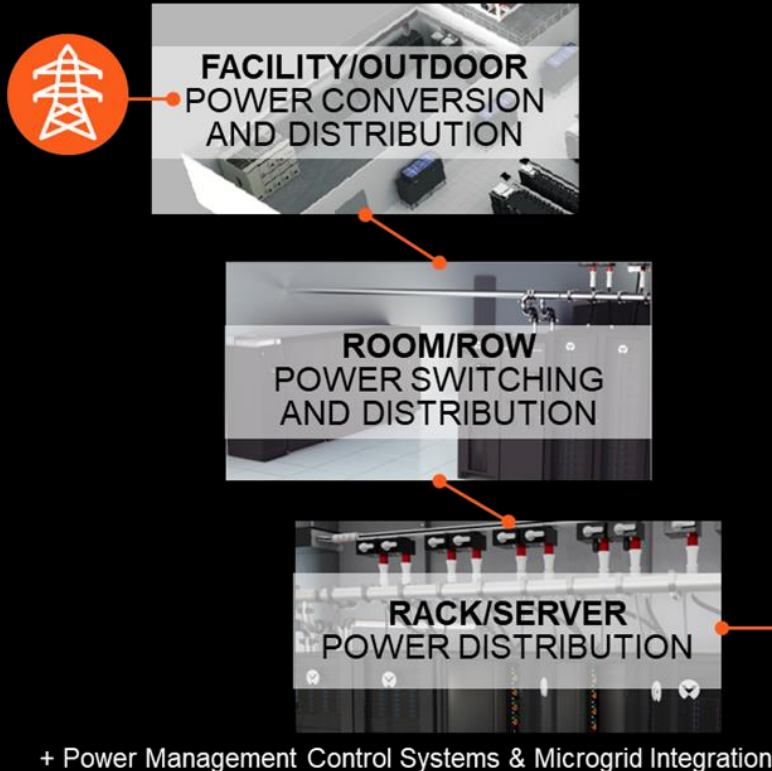 FACILITY/OUTDOOR
POWER CONVERSION
AND DISTRIBUTION
ROOM/ROW
POWER SWITCHING
AND DISTRIBUTION
RACK/SERVER
POWER DISTRIBUTION
+ Power Management Control Systems & Microgrid Integration